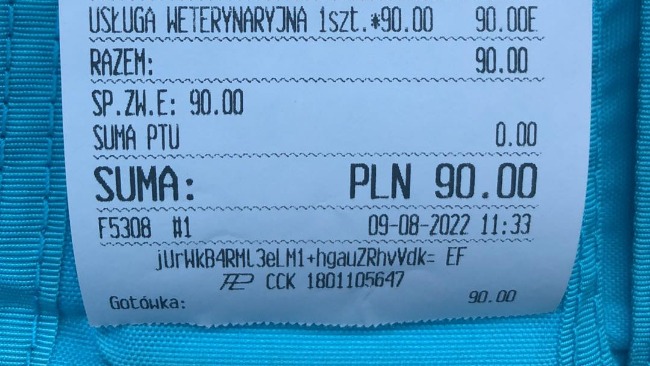 USŁUGA WETERYNARYJNA 1szt.*90.00 90.00E
RAZEM: 90.00
SP.ZW.E: 90.00
SUMA PTU 0.00
SUMA: PLN 90.00
F5308 #1 09-08-2022 11:33
jUrWkB4RMl3eLM1+hgauZRhvVdk= EF
CCK 1801105647
Gotówka: 90.00